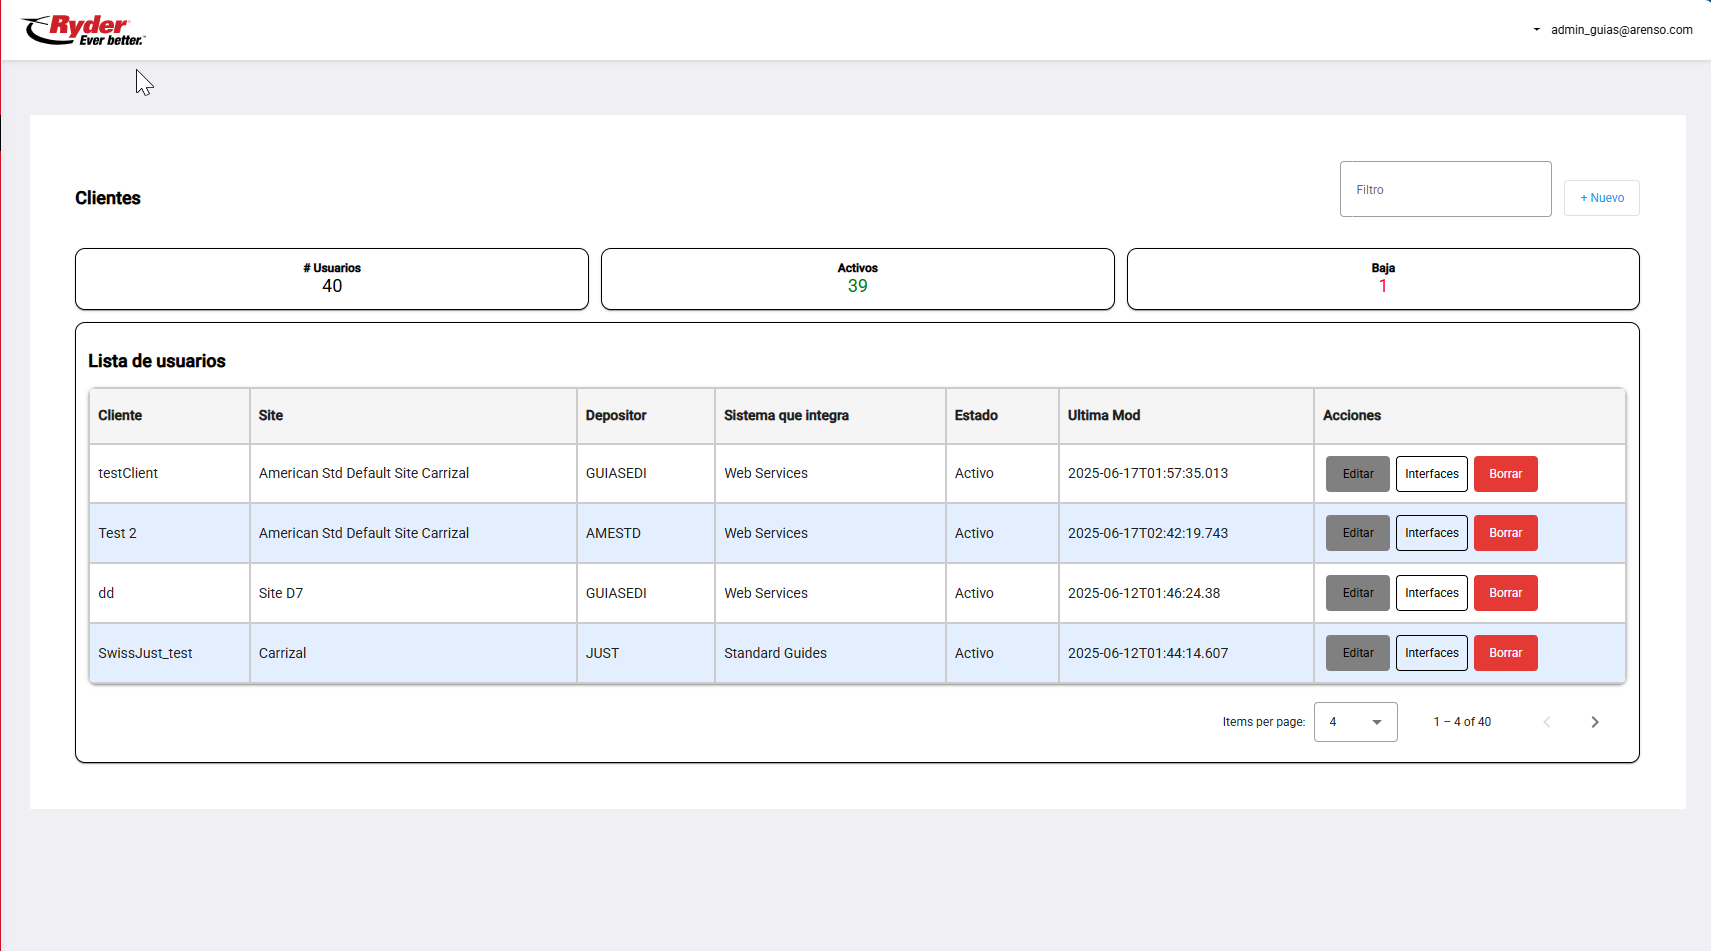 Ryder
Ever better.™
admin_guias@arenso.com
Clientes
Filtro
+ Nuevo
# Usuarios
40
Activos
39
Baja
1
Lista de usuarios
Cliente Site Depositor Sistema que integra Estado Ultima Mod Acciones
testClient American Std Default Site Carrizal GUIASEDI Web Services Activo 2025-06-17T01:57:35.013 Editar Interfaces Borrar
Test 2 American Std Default Site Carrizal AMESTD Web Services Activo 2025-06-17T02:42:19.743 Editar Interfaces Borrar
dd Site D7 GUIASEDI Web Services Activo 2025-06-12T01:46:24.38 Editar Interfaces Borrar
SwissJust_test Carrizal JUST Standard Guides Activo 2025-06-12T01:44:14.607 Editar Interfaces Borrar
Items per page: 4 1 – 4 of 40